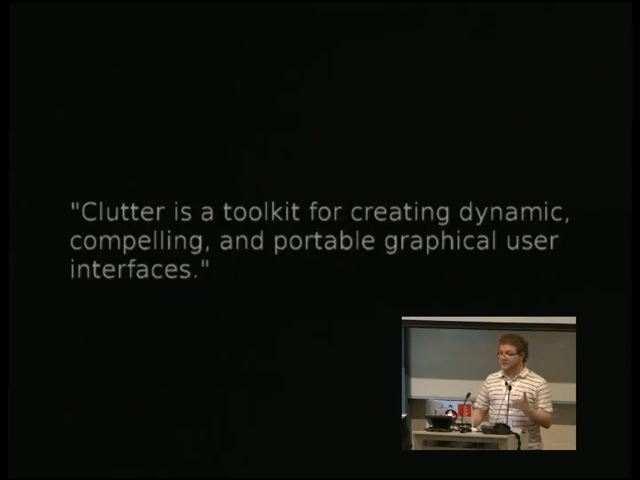 "Clutter is a toolkit for creating dynamic,
compelling, and portable graphical user
interfaces."